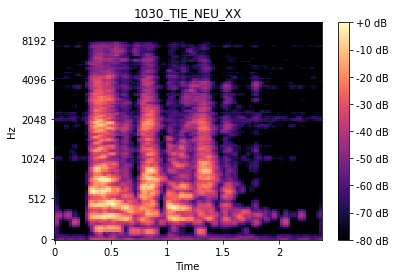 1030_TIE_NEU_XX
8192
4096
2048
1024
512
0
Hz
0
0.5
1
1.5
2
Time
+0 dB
-10 dB
-20 dB
-30 dB
-40 dB
-50 dB
-60 dB
-70 dB
-80 dB